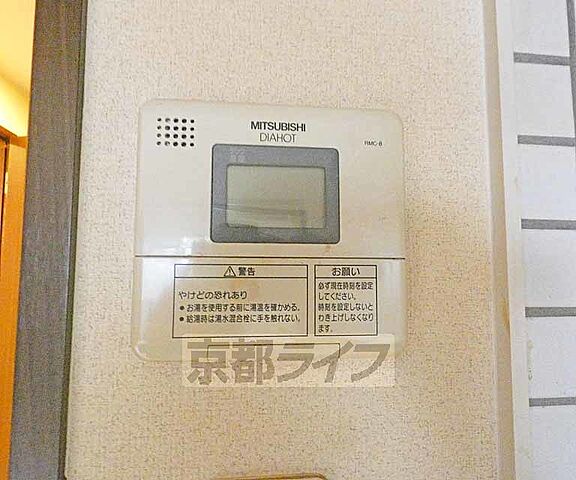 MITSUBISHI
DIAHOT
RMC-8
⚠警告
やけどの恐れあり
● お湯を使用する前に湯温を確かめる。
● 給湯時は湯水混合栓に手を触れない。
お願い
必ず現在時刻を設定
してください。
時刻を設定しないと
わき上げしなくなり
ます。
京都ライフ